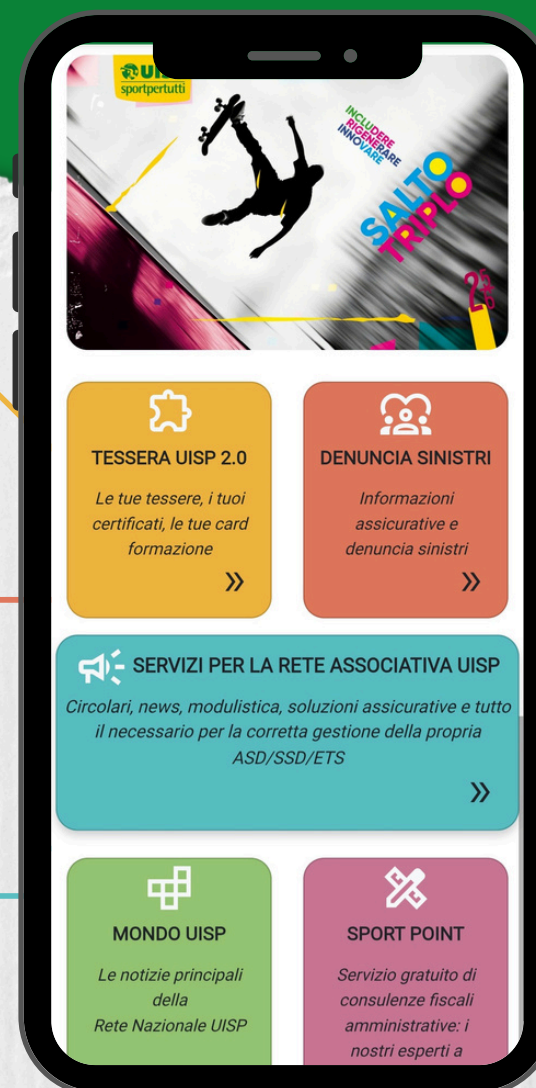 sportpertutti
INCLUDERE
RIGENERARE
INNOVARE
SALTO
TRIPLO
TESSERA UISP 2.0
Le tue tessere, i tuoi
certificati, le tue card
formazione
DENUNCIA SINISTRI
Informazioni
assicurative e
denuncia sinistri
SERVIZI PER LA RETE ASSOCIATIVA UISP
Circolari, news, modulistica, soluzioni assicurative e tutto
il necessario per la corretta gestione della propria
ASD/SSD/ETS
MONDO UISP
Le notizie principali
della
Rete Nazionale UISP
SPORT POINT
Servizio gratuito di
consulenze fiscali
amministrative: i
nostri esperti a